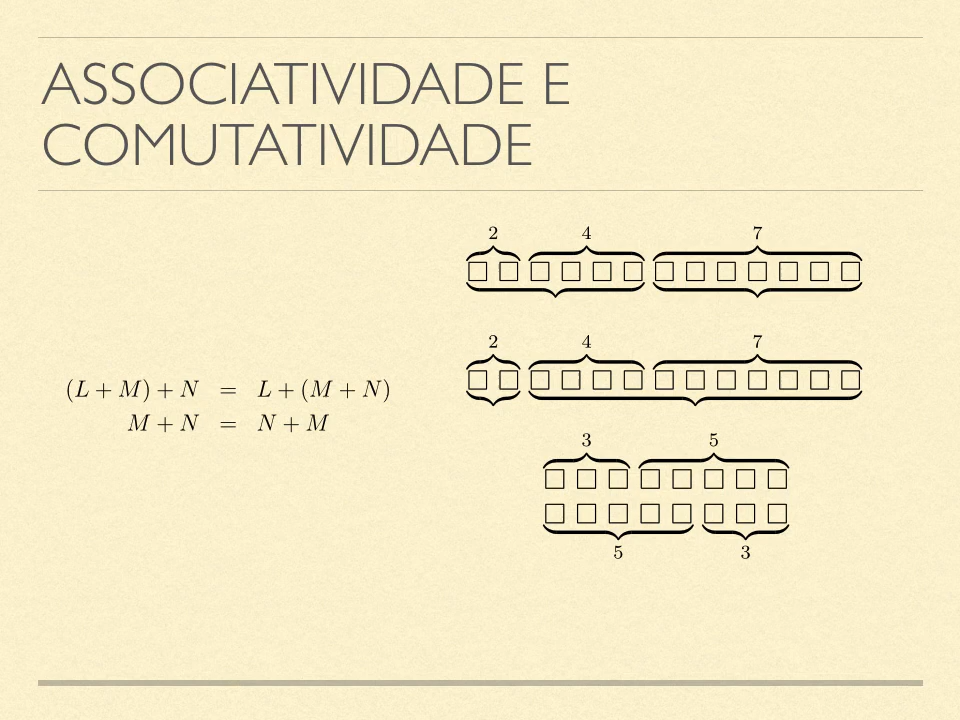 ASSOCIATIVIDADE E
COMUTATIVIDADE
(L + M) + N = L + (M + N)
M + N = N + M
2 4 7
2 4 7
3 5
5 3